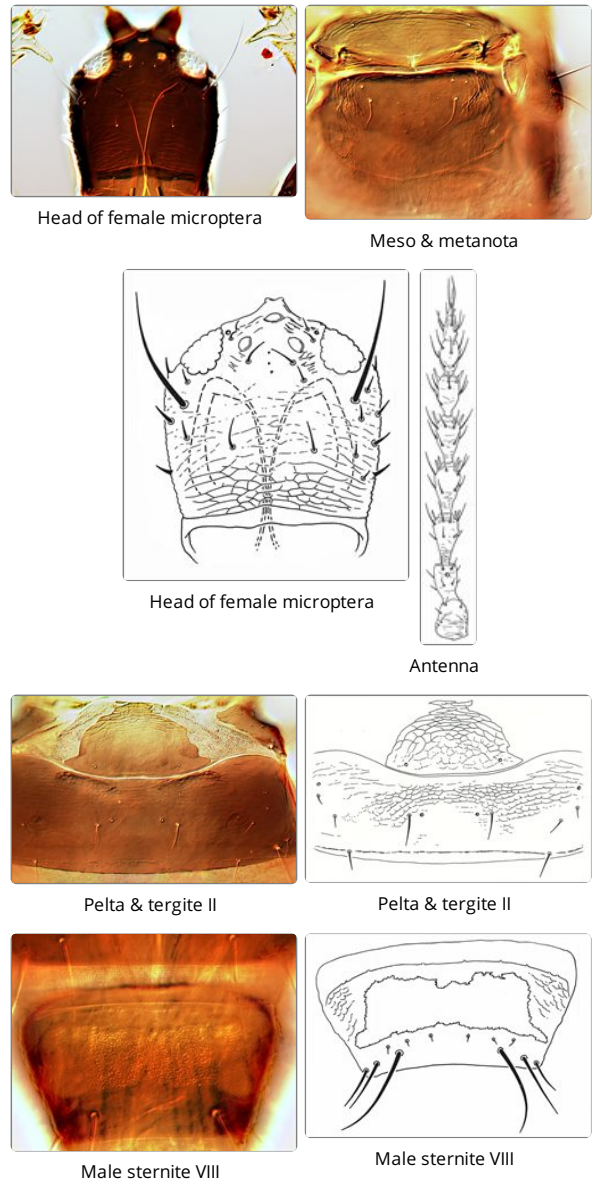 Head of female microptera
Meso & metanota
Head of female microptera
Antenna
Pelta & tergite II
Pelta & tergite II
Male sternite VIII
Male sternite VIII